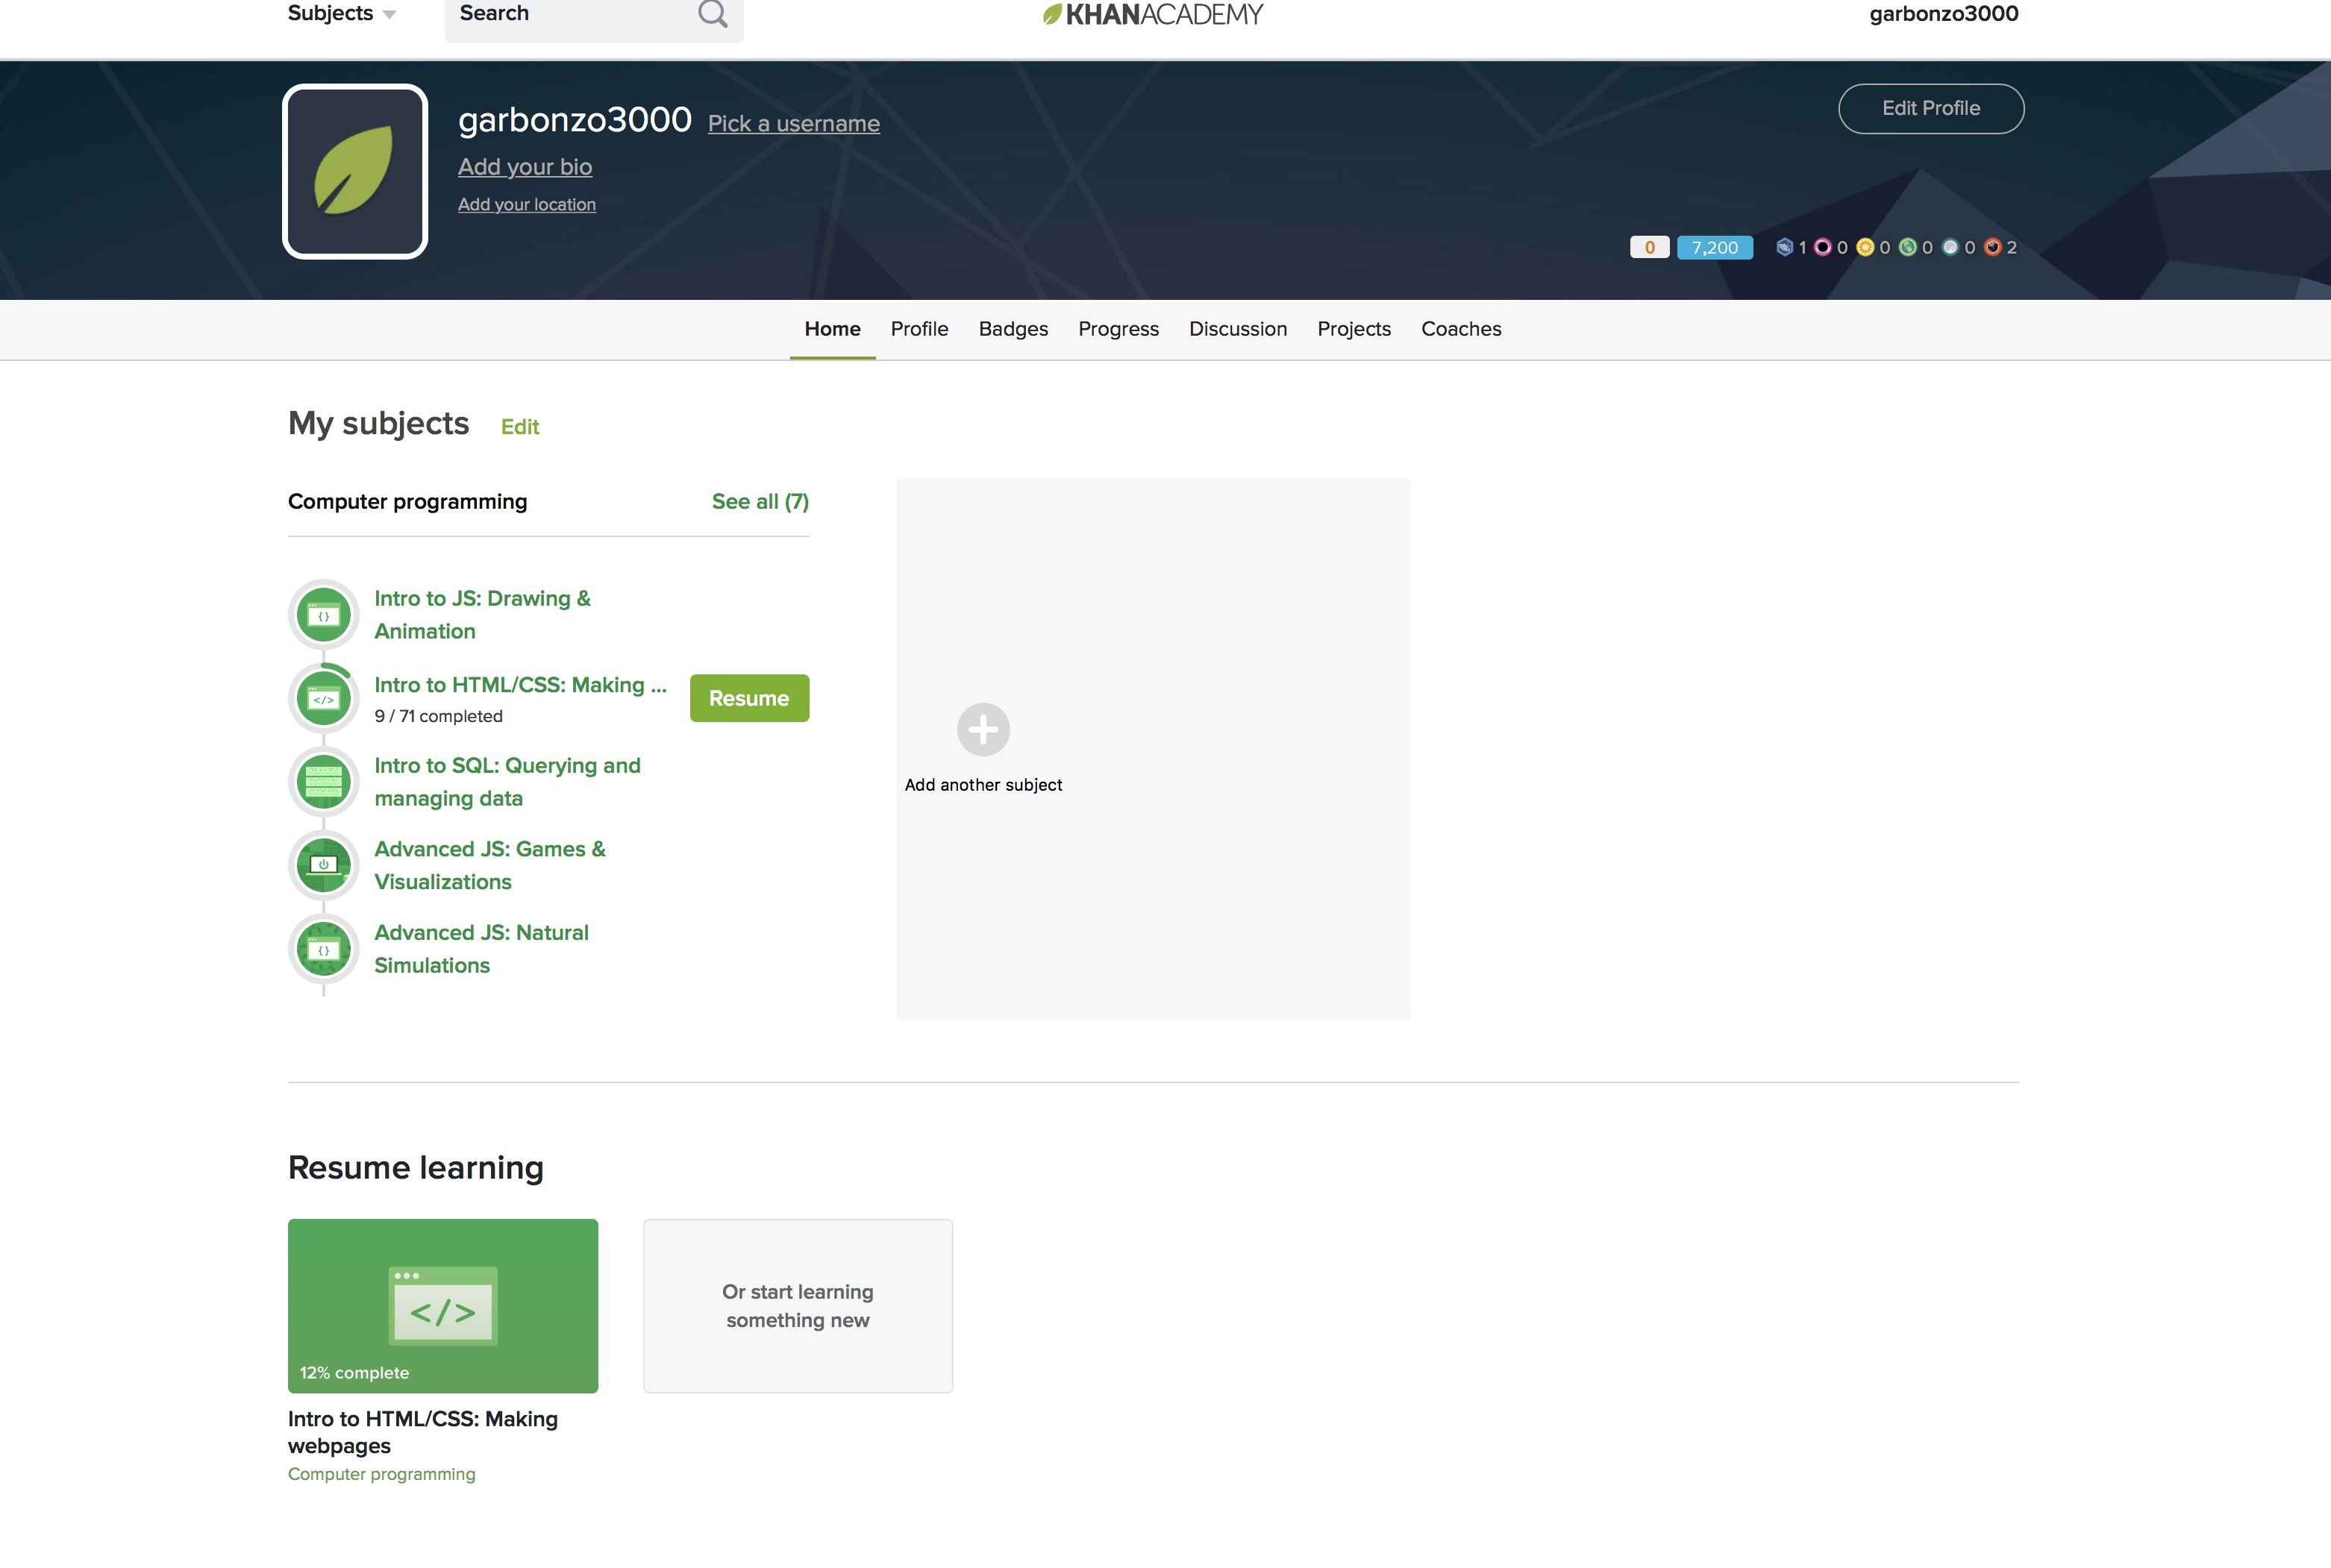 Subjects
Search
KHANACADEMY
garbonzo3000
garbonzo3000 Pick a username
Edit Profile
Add your bio
Add your location
0 7,200 1 0 0 0 0 2
Home Profile Badges Progress Discussion Projects Coaches
My subjects Edit
Computer programming See all (7)
{}
Intro to JS: Drawing &
Animation
</>
Intro to HTML/CSS: Making ...
9 / 71 completed
Resume
Intro to SQL: Querying and
managing data
Advanced JS: Games &
Visualizations
{}
Advanced JS: Natural
Simulations
Add another subject
Resume learning
</>
12% complete
Intro to HTML/CSS: Making
webpages
Computer programming
Or start learning
something new